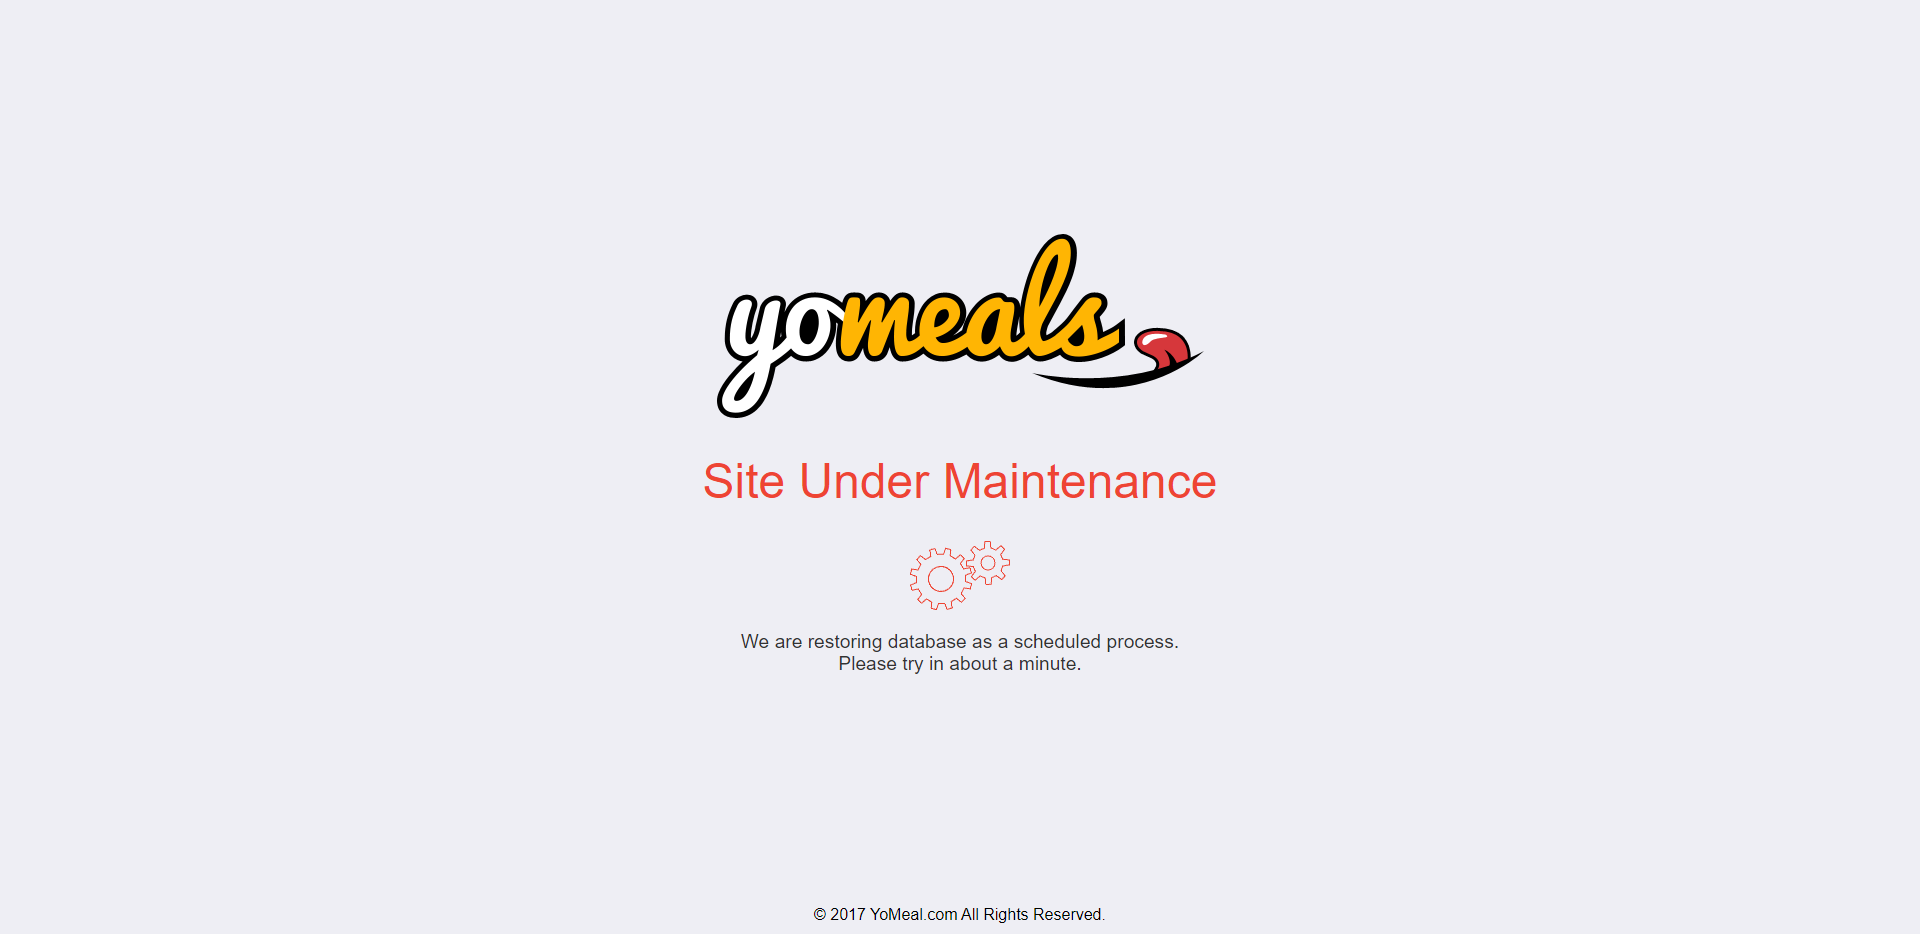 yomeals
Site Under Maintenance
We are restoring database as a scheduled process.
Please try in about a minute.
© 2017 YoMeal.com All Rights Reserved.